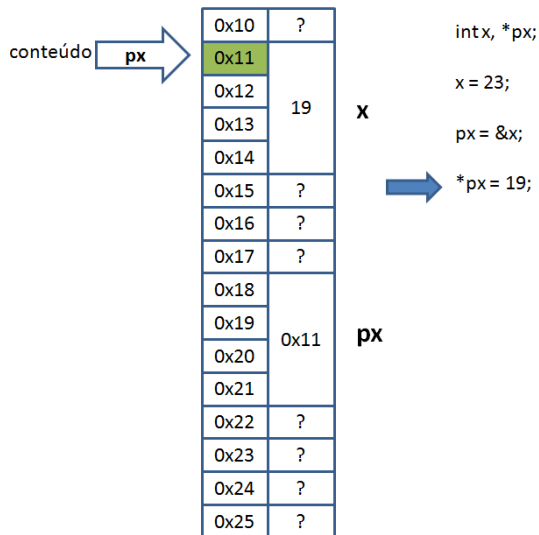 conteúdo px
0x10 ?
0x11
0x12
0x13
0x14
19
x
0x15 ?
0x16 ?
0x17 ?
0x18
0x19
0x20
0x21
0x11
px
0x22 ?
0x23 ?
0x24 ?
0x25 ?
int x, *px;
x = 23;
px = &x;
*px = 19;